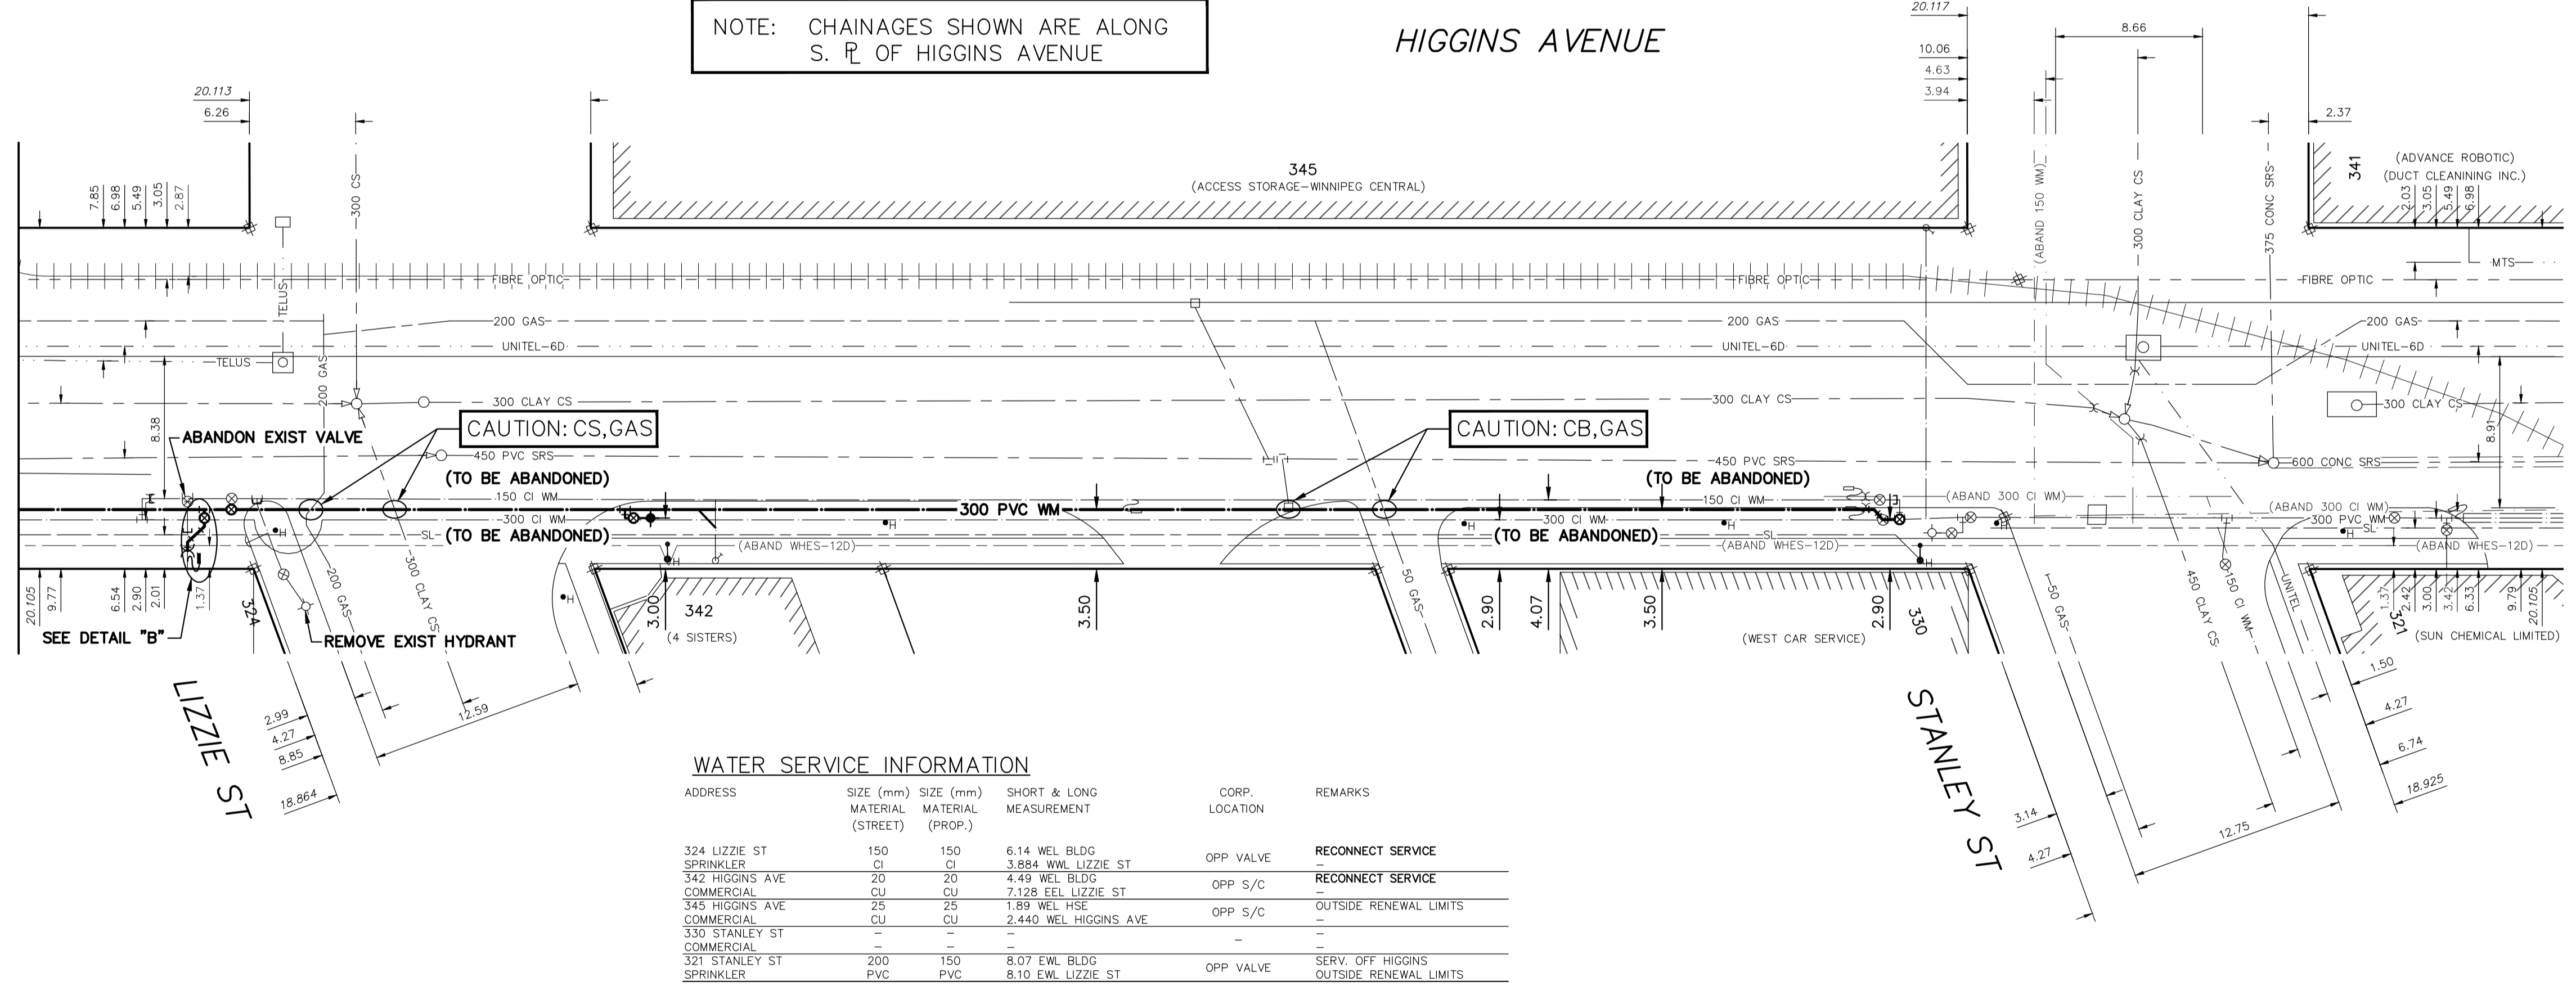 NOTE: CHAINAGES SHOWN ARE ALONG
S. PL OF HIGGINS AVENUE
HIGGINS AVENUE
20.117
10.06
4.63
3.94
8.66
2.37
20.113
6.26
7.85
6.98
5.49
3.05
2.87
300 CS
345
(ACCESS STORAGE-WINNIPEG CENTRAL)
(ABAND 150 WM)
300 CLAY CS
375 CONC SRS
341
(ADVANCE ROBOTIC)
(DUCT CLEANINING INC.)
2.03
3.05
5.49
6.98
MTS
TELUS
FIBRE OPTIC
FIBRE OPTIC
FIBRE OPTIC
200 GAS
200 GAS
200 GAS
UNITEL-6D
UNITEL-6D
UNITEL-6D
TELUS
200 GAS
300 CLAY CS
300 CLAY CS
300 CLAY CS
8.38
8.91
ABANDON EXIST VALVE
CAUTION: CS,GAS
CAUTION: CB,GAS
450 PVC SRS
450 PVC SRS
600 CONC SRS
(TO BE ABANDONED)
(TO BE ABANDONED)
150 CI WM
150 CI WM
(ABAND 300 CI WM)
(ABAND 300 CI WM)
300 PVC WM
300 PVC WM
300 CI WM
300 CI WM
H
H
H
H
H
H
H
H
H
SL
(TO BE ABANDONED)
(TO BE ABANDONED)
SL
SL
(ABAND WHES-12D)
(ABAND WHES-12D)
(ABAND WHES-12D)
20.105
9.77
6.54
2.90
2.01
1.37
324
200 GAS
300 CLAY CS
3.00
342
(4 SISTERS)
3.50
50 GAS
2.90
4.07
3.50
(WEST CAR SERVICE)
2.90
330
50 GAS
450 CLAY CS
150 CI WM
UNITEL
1.37
2.42
3.00
3.42
6.33
9.79
20.105
321
(SUN CHEMICAL LIMITED)
SEE DETAIL "B"
REMOVE EXIST HYDRANT
LIZZIE ST
2.99
4.27
8.85
18.864
12.59
STANLEY ST
3.14
4.27
12.75
1.50
4.27
6.74
18.925
WATER SERVICE INFORMATION
ADDRESS SIZE (mm) SIZE (mm) SHORT & LONG CORP. REMARKS
MATERIAL MATERIAL MEASUREMENT LOCATION
(STREET) (PROP.)
324 LIZZIE ST 150 150 6.14 WEL BLDG OPP VALVE RECONNECT SERVICE
SPRINKLER CI CI 3.884 WWL LIZZIE ST –
342 HIGGINS AVE 20 20 4.49 WEL BLDG OPP S/C RECONNECT SERVICE
COMMERCIAL CU CU 7.128 EEL LIZZIE ST –
345 HIGGINS AVE 25 25 1.89 WEL HSE OPP S/C OUTSIDE RENEWAL LIMITS
COMMERCIAL CU CU 2.440 WEL HIGGINS AVE –
330 STANLEY ST – – – – –
COMMERCIAL – – – –
321 STANLEY ST 200 150 8.07 EWL BLDG OPP VALVE SERV. OFF HIGGINS
SPRINKLER PVC PVC 8.10 EWL LIZZIE ST OUTSIDE RENEWAL LIMITS